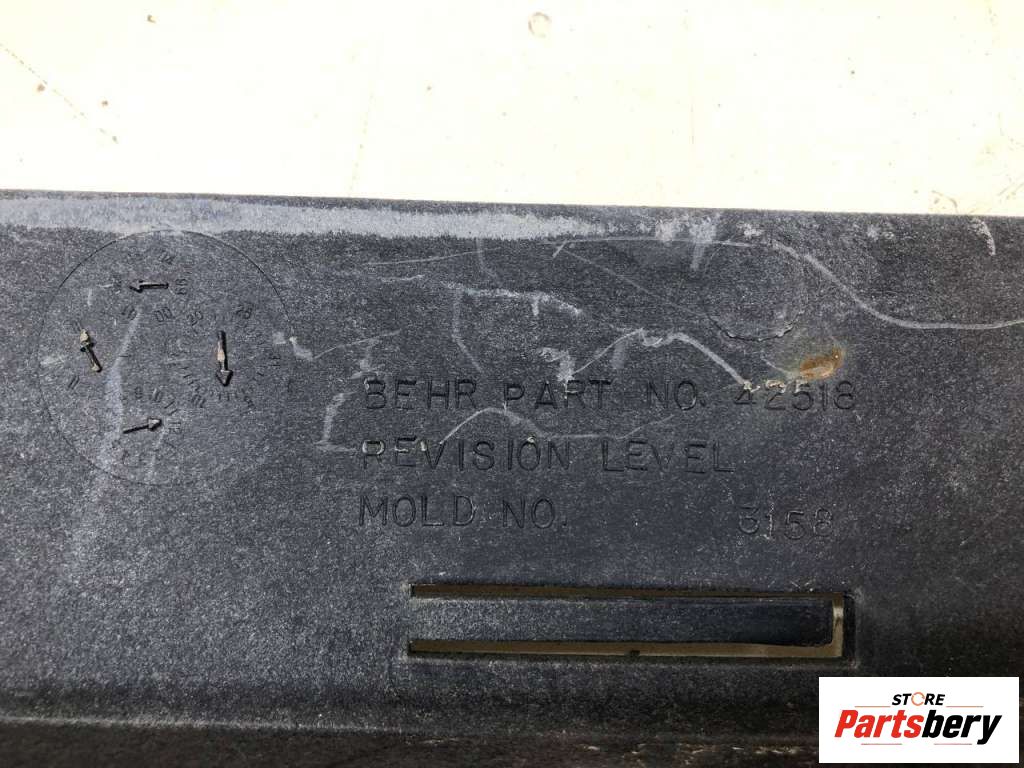 BEHR PART NO. 42518
REVISION LEVEL
MOLD NO. 3158
STORE
Partsbery